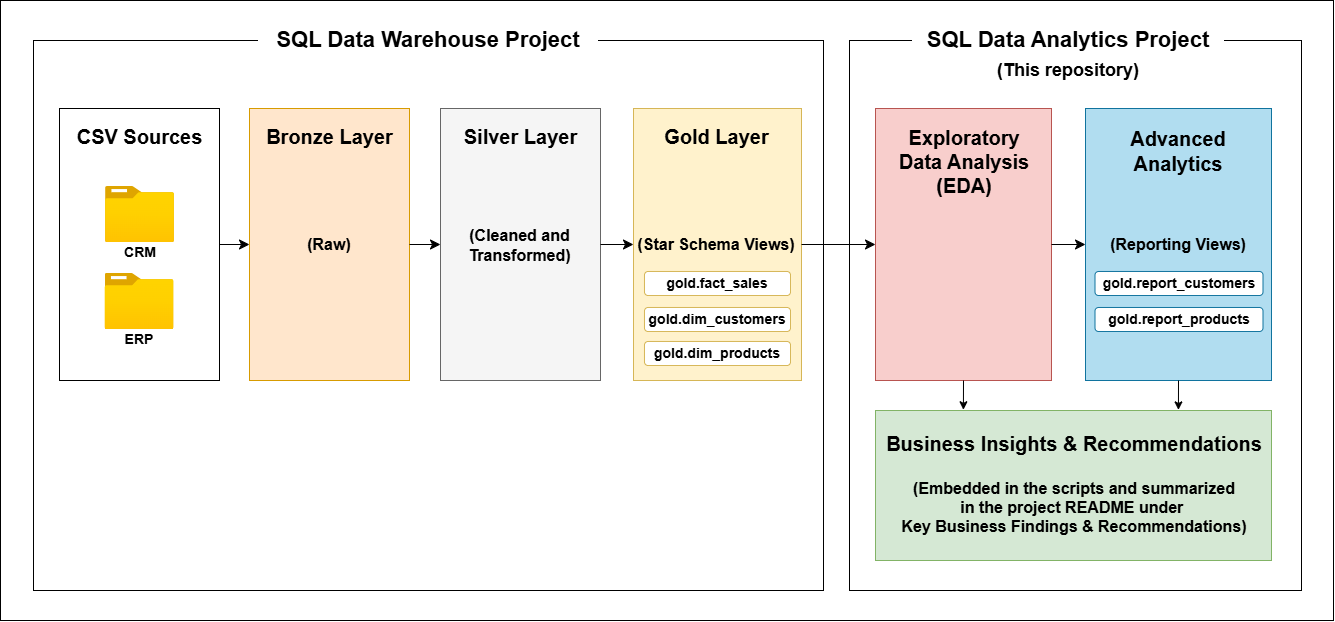 SQL Data Warehouse Project
CSV Sources
CRM
ERP
Bronze Layer
(Raw)
Silver Layer
(Cleaned and
Transformed)
Gold Layer
(Star Schema Views)
gold.fact_sales
gold.dim_customers
gold.dim_products
SQL Data Analytics Project
(This repository)
Exploratory
Data Analysis
(EDA)
Advanced
Analytics
(Reporting Views)
gold.report_customers
gold.report_products
Business Insights & Recommendations
(Embedded in the scripts and summarized
in the project README under
Key Business Findings & Recommendations)